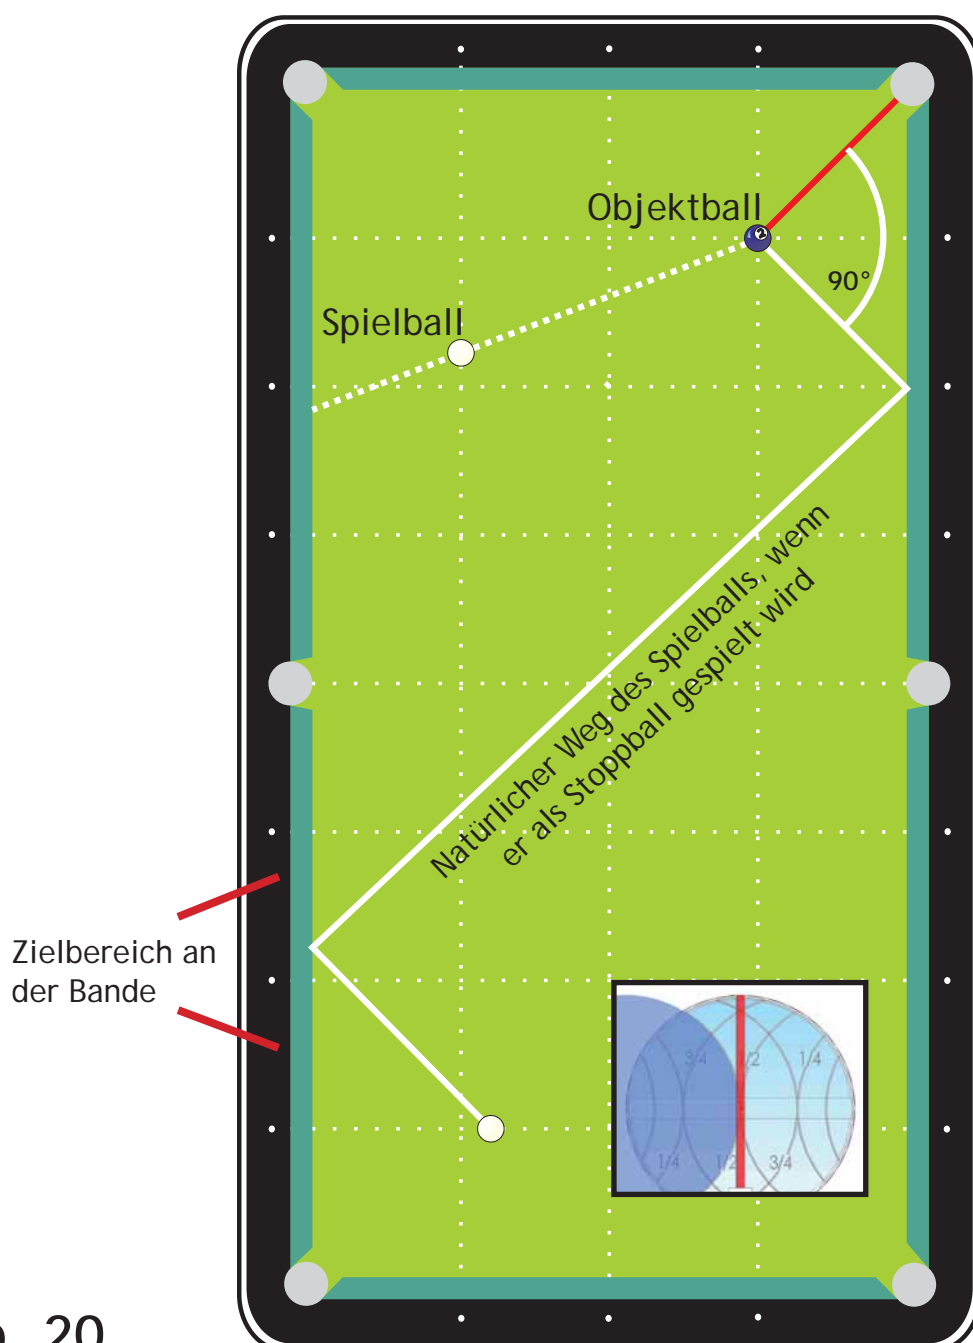 Objektball
2
90°
Spielball
Natürlicher Weg des Spielballs, wenn
er als Stoppball gespielt wird
Zielbereich an
der Bande
3/4 1/2 1/4
1/4 1/2 3/4
20